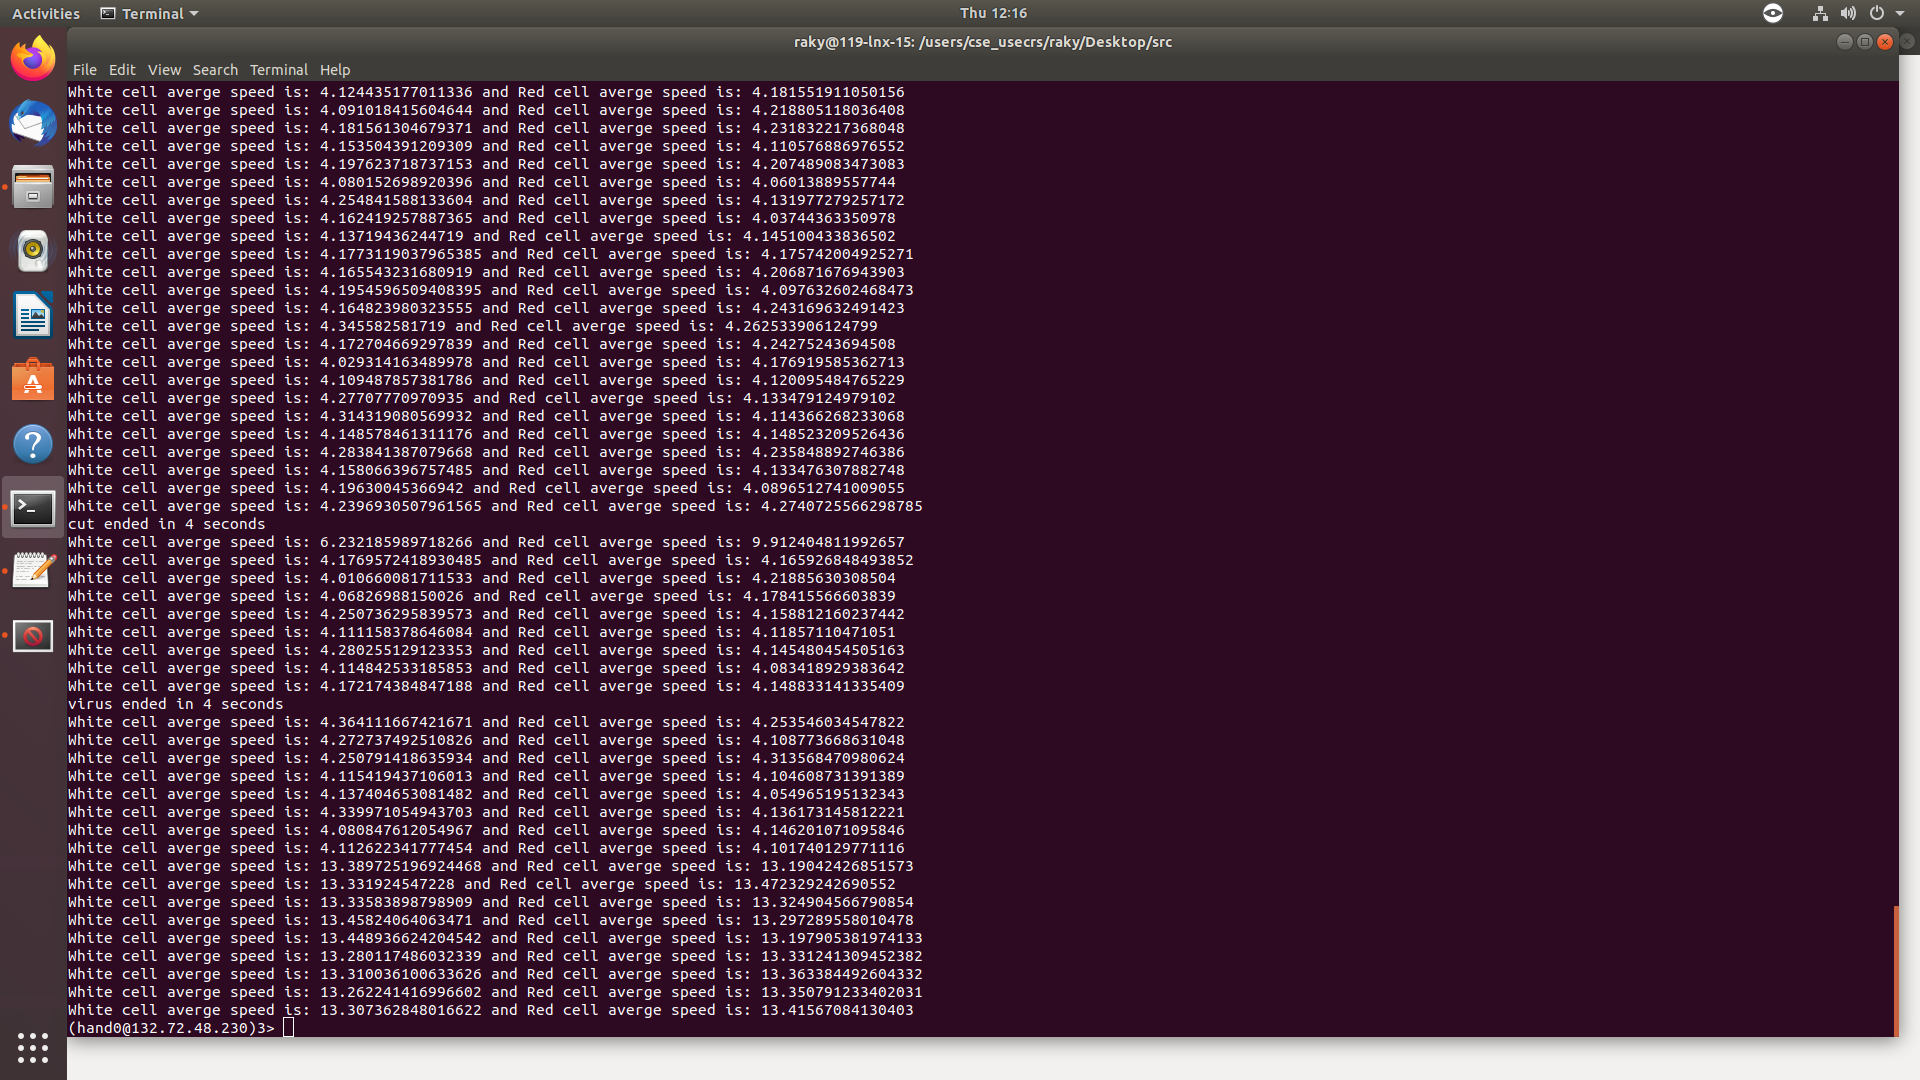 Activities Terminal Thu 12:16
raky@119-lnx-15: /users/cse_usecrs/raky/Desktop/src
File Edit View Search Terminal Help
White cell averge speed is: 4.124435177011336 and Red cell averge speed is: 4.181551911050156
White cell averge speed is: 4.091018415604644 and Red cell averge speed is: 4.218805118036408
White cell averge speed is: 4.181561304679371 and Red cell averge speed is: 4.231832217368048
White cell averge speed is: 4.153504391209309 and Red cell averge speed is: 4.110576886976552
White cell averge speed is: 4.197623718737153 and Red cell averge speed is: 4.207489083473083
White cell averge speed is: 4.080152698920396 and Red cell averge speed is: 4.06013889557744
White cell averge speed is: 4.254841588133604 and Red cell averge speed is: 4.131977279257172
White cell averge speed is: 4.162419257887365 and Red cell averge speed is: 4.03744363350978
White cell averge speed is: 4.13719436244719 and Red cell averge speed is: 4.145100433836502
White cell averge speed is: 4.1773119037965385 and Red cell averge speed is: 4.175742004925271
White cell averge speed is: 4.165543231680919 and Red cell averge speed is: 4.206871676943903
White cell averge speed is: 4.1954596509408395 and Red cell averge speed is: 4.097632602468473
White cell averge speed is: 4.164823980323555 and Red cell averge speed is: 4.243169632491423
White cell averge speed is: 4.345582581719 and Red cell averge speed is: 4.262533906124799
White cell averge speed is: 4.172704669297839 and Red cell averge speed is: 4.24275243694508
White cell averge speed is: 4.029314163489978 and Red cell averge speed is: 4.176919585362713
White cell averge speed is: 4.109487857381786 and Red cell averge speed is: 4.120095484765229
White cell averge speed is: 4.27707770970935 and Red cell averge speed is: 4.133479124979102
White cell averge speed is: 4.314319080569932 and Red cell averge speed is: 4.114366268233068
White cell averge speed is: 4.148578461311176 and Red cell averge speed is: 4.148523209526436
White cell averge speed is: 4.283841387079668 and Red cell averge speed is: 4.235848892746386
White cell averge speed is: 4.158066396757485 and Red cell averge speed is: 4.133476307882748
White cell averge speed is: 4.19630045366942 and Red cell averge speed is: 4.0896512741009055
White cell averge speed is: 4.2396930507961565 and Red cell averge speed is: 4.2740725566298785
cut ended in 4 seconds
White cell averge speed is: 6.232185989718266 and Red cell averge speed is: 9.912404811992657
White cell averge speed is: 4.1769572418930485 and Red cell averge speed is: 4.165926848493852
White cell averge speed is: 4.010660081711533 and Red cell averge speed is: 4.21885630308504
White cell averge speed is: 4.06826988150026 and Red cell averge speed is: 4.178415566603839
White cell averge speed is: 4.250736295839573 and Red cell averge speed is: 4.158812160237442
White cell averge speed is: 4.111158378646084 and Red cell averge speed is: 4.11857110471051
White cell averge speed is: 4.280255129123353 and Red cell averge speed is: 4.145480454505163
White cell averge speed is: 4.114842533185853 and Red cell averge speed is: 4.083418929383642
White cell averge speed is: 4.172174384847188 and Red cell averge speed is: 4.148833141335409
virus ended in 4 seconds
White cell averge speed is: 4.364111667421671 and Red cell averge speed is: 4.253546034547822
White cell averge speed is: 4.272737492510826 and Red cell averge speed is: 4.108773668631048
White cell averge speed is: 4.250791418635934 and Red cell averge speed is: 4.313568470980624
White cell averge speed is: 4.115419437106013 and Red cell averge speed is: 4.104608731391389
White cell averge speed is: 4.137404653081482 and Red cell averge speed is: 4.054965195132343
White cell averge speed is: 4.339971054943703 and Red cell averge speed is: 4.136173145812221
White cell averge speed is: 4.080847612054967 and Red cell averge speed is: 4.146201071095846
White cell averge speed is: 4.112622341777454 and Red cell averge speed is: 4.101740129771116
White cell averge speed is: 13.389725196924468 and Red cell averge speed is: 13.19042426851573
White cell averge speed is: 13.331924547228 and Red cell averge speed is: 13.472329242690552
White cell averge speed is: 13.33583898798909 and Red cell averge speed is: 13.324904566790854
White cell averge speed is: 13.45824064063471 and Red cell averge speed is: 13.297289558010478
White cell averge speed is: 13.448936624204542 and Red cell averge speed is: 13.197905381974133
White cell averge speed is: 13.280117486032339 and Red cell averge speed is: 13.331241309452382
White cell averge speed is: 13.310036100633626 and Red cell averge speed is: 13.363384492604332
White cell averge speed is: 13.262241416996602 and Red cell averge speed is: 13.350791233402031
White cell averge speed is: 13.307362848016622 and Red cell averge speed is: 13.41567084130403
(hand0@132.72.48.230)3>